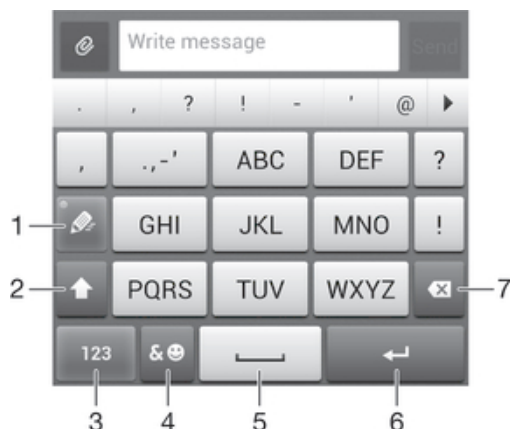 Write message Send
. , ? ! - ' @
, .,-' ABC DEF ?
1 GHI JKL MNO !
2 PQRS TUV WXYZ 7
123 &
3 4 5 6